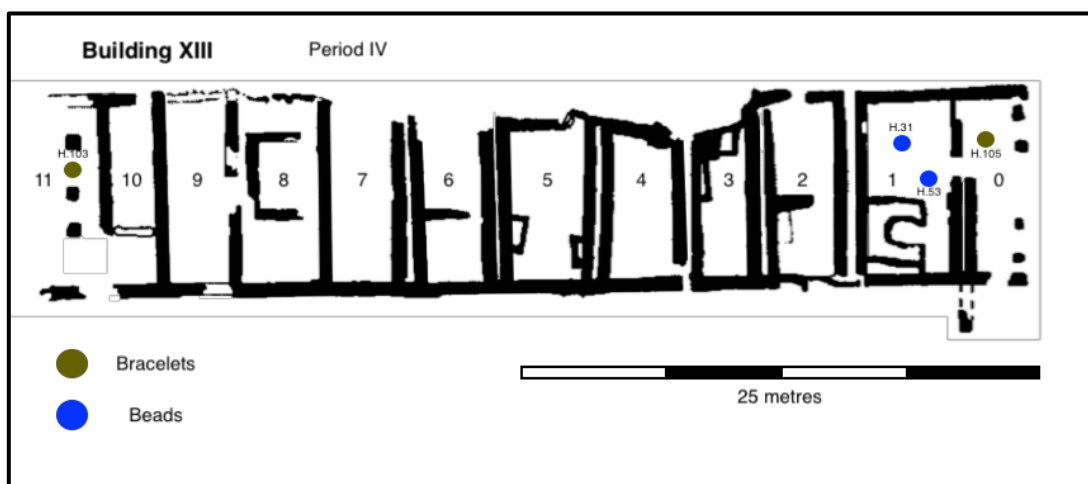 Building XIII
Period IV
H.31
H.103
H.105
11
10
9
8
7
6
5
4
3
2
1
0
H.53
Bracelets
Beads
25 metres